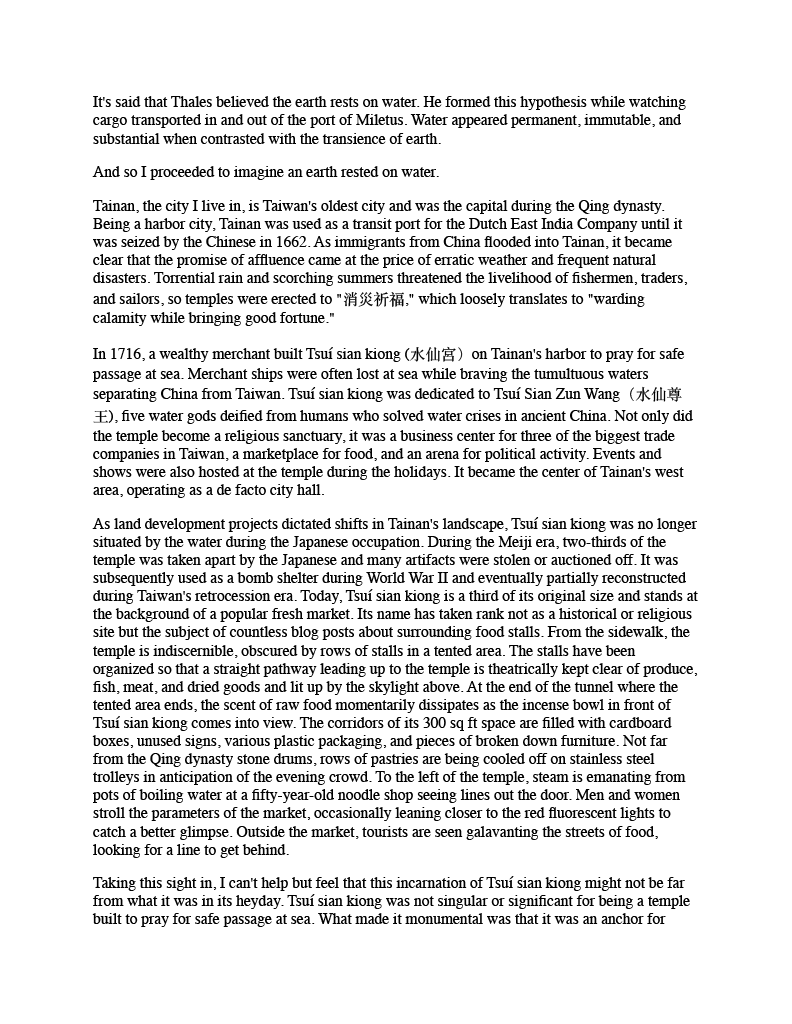 It's said that Thales believed the earth rests on water. He formed this hypothesis while watching
cargo transported in and out of the port of Miletus. Water appeared permanent, immutable, and
substantial when contrasted with the transience of earth.
And so I proceeded to imagine an earth rested on water.
Tainan, the city I live in, is Taiwan's oldest city and was the capital during the Qing dynasty.
Being a harbor city, Tainan was used as a transit port for the Dutch East India Company until it
was seized by the Chinese in 1662. As immigrants from China flooded into Tainan, it became
clear that the promise of affluence came at the price of erratic weather and frequent natural
disasters. Torrential rain and scorching summers threatened the livelihood of fishermen, traders,
and sailors, so temples were erected to "消災祈福," which loosely translates to "warding
calamity while bringing good fortune."
In 1716, a wealthy merchant built Tsuí sian kiong (水仙宮）on Tainan's harbor to pray for safe
passage at sea. Merchant ships were often lost at sea while braving the tumultuous waters
separating China from Taiwan. Tsuí sian kiong was dedicated to Tsuí Sian Zun Wang（水仙尊
王), five water gods deified from humans who solved water crises in ancient China. Not only did
the temple become a religious sanctuary, it was a business center for three of the biggest trade
companies in Taiwan, a marketplace for food, and an arena for political activity. Events and
shows were also hosted at the temple during the holidays. It became the center of Tainan's west
area, operating as a de facto city hall.
As land development projects dictated shifts in Tainan's landscape, Tsuí sian kiong was no longer
situated by the water during the Japanese occupation. During the Meiji era, two-thirds of the
temple was taken apart by the Japanese and many artifacts were stolen or auctioned off. It was
subsequently used as a bomb shelter during World War II and eventually partially reconstructed
during Taiwan's retrocession era. Today, Tsuí sian kiong is a third of its original size and stands at
the background of a popular fresh market. Its name has taken rank not as a historical or religious
site but the subject of countless blog posts about surrounding food stalls. From the sidewalk, the
temple is indiscernible, obscured by rows of stalls in a tented area. The stalls have been
organized so that a straight pathway leading up to the temple is theatrically kept clear of produce,
fish, meat, and dried goods and lit up by the skylight above. At the end of the tunnel where the
tented area ends, the scent of raw food momentarily dissipates as the incense bowl in front of
Tsuí sian kiong comes into view. The corridors of its 300 sq ft space are filled with cardboard
boxes, unused signs, various plastic packaging, and pieces of broken down furniture. Not far
from the Qing dynasty stone drums, rows of pastries are being cooled off on stainless steel
trolleys in anticipation of the evening crowd. To the left of the temple, steam is emanating from
pots of boiling water at a fifty-year-old noodle shop seeing lines out the door. Men and women
stroll the parameters of the market, occasionally leaning closer to the red fluorescent lights to
catch a better glimpse. Outside the market, tourists are seen galavanting the streets of food,
looking for a line to get behind.
Taking this sight in, I can't help but feel that this incarnation of Tsuí sian kiong might not be far
from what it was in its heyday. Tsuí sian kiong was not singular or significant for being a temple
built to pray for safe passage at sea. What made it monumental was that it was an anchor for